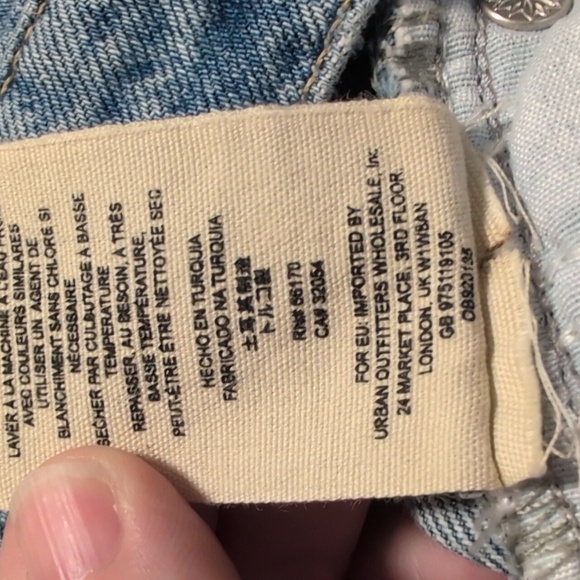 LAVER À LA MACHINE À L'EAU
AVEC COULEURS SIMILARES
UTILISER UN AGENT DE
BLANCHIMENT SANS CHLORE SI
NÉCESSAIRE
SÉCHER PAR CULBUTAGE À BASSE
TEMPÉRATURE
REPASSER, AU BESOIN, À TRÈS
BASSE TEMPÉRATURE.
PEUT-ÊTRE ÊTRE NETTOYÉE SEC
HECHO EN TURQUIA
FABRICADO NA TURQUIA
土耳其制造
トルコ製
RN# 66170
CA# 32054
FOR EU: IMPORTED BY
URBAN OUTFITTERS WHOLESALE, Inc
24 MARKET PLACE, 3RD FLOOR.
LONDON, UK W1W8AN
GB 975119105